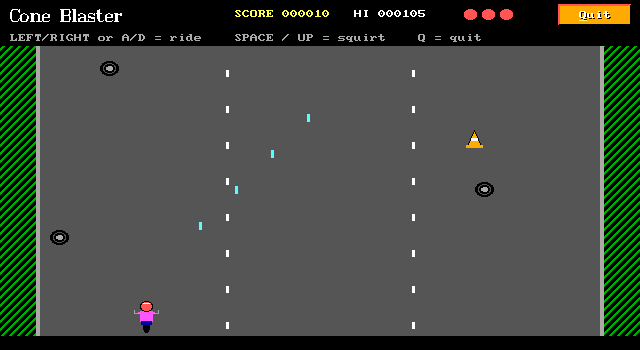 Cone Blaster SCORE 000010 HI 000105 Quit
LEFT/RIGHT or A/D = ride SPACE / UP = squirt Q = quit